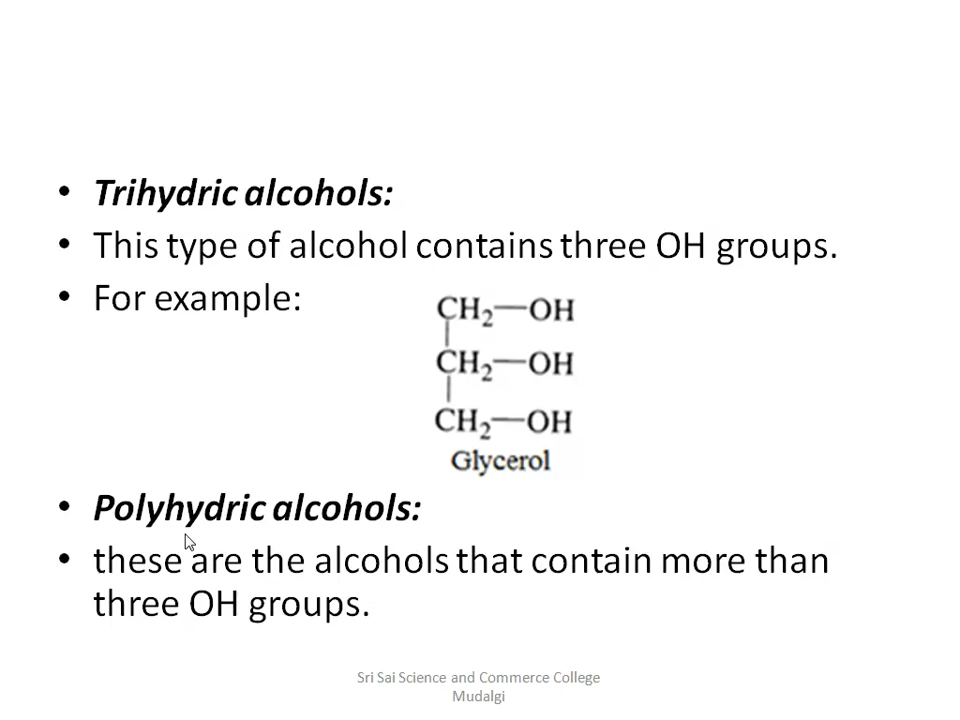 • Trihydric alcohols:
• This type of alcohol contains three OH groups.
• For example:
CH₂—OH
CH₂—OH
CH₂—OH
Glycerol
• Polyhydric alcohols:
• these are the alcohols that contain more than
three OH groups.
Sri Sai Science and Commerce College
Mudalgi